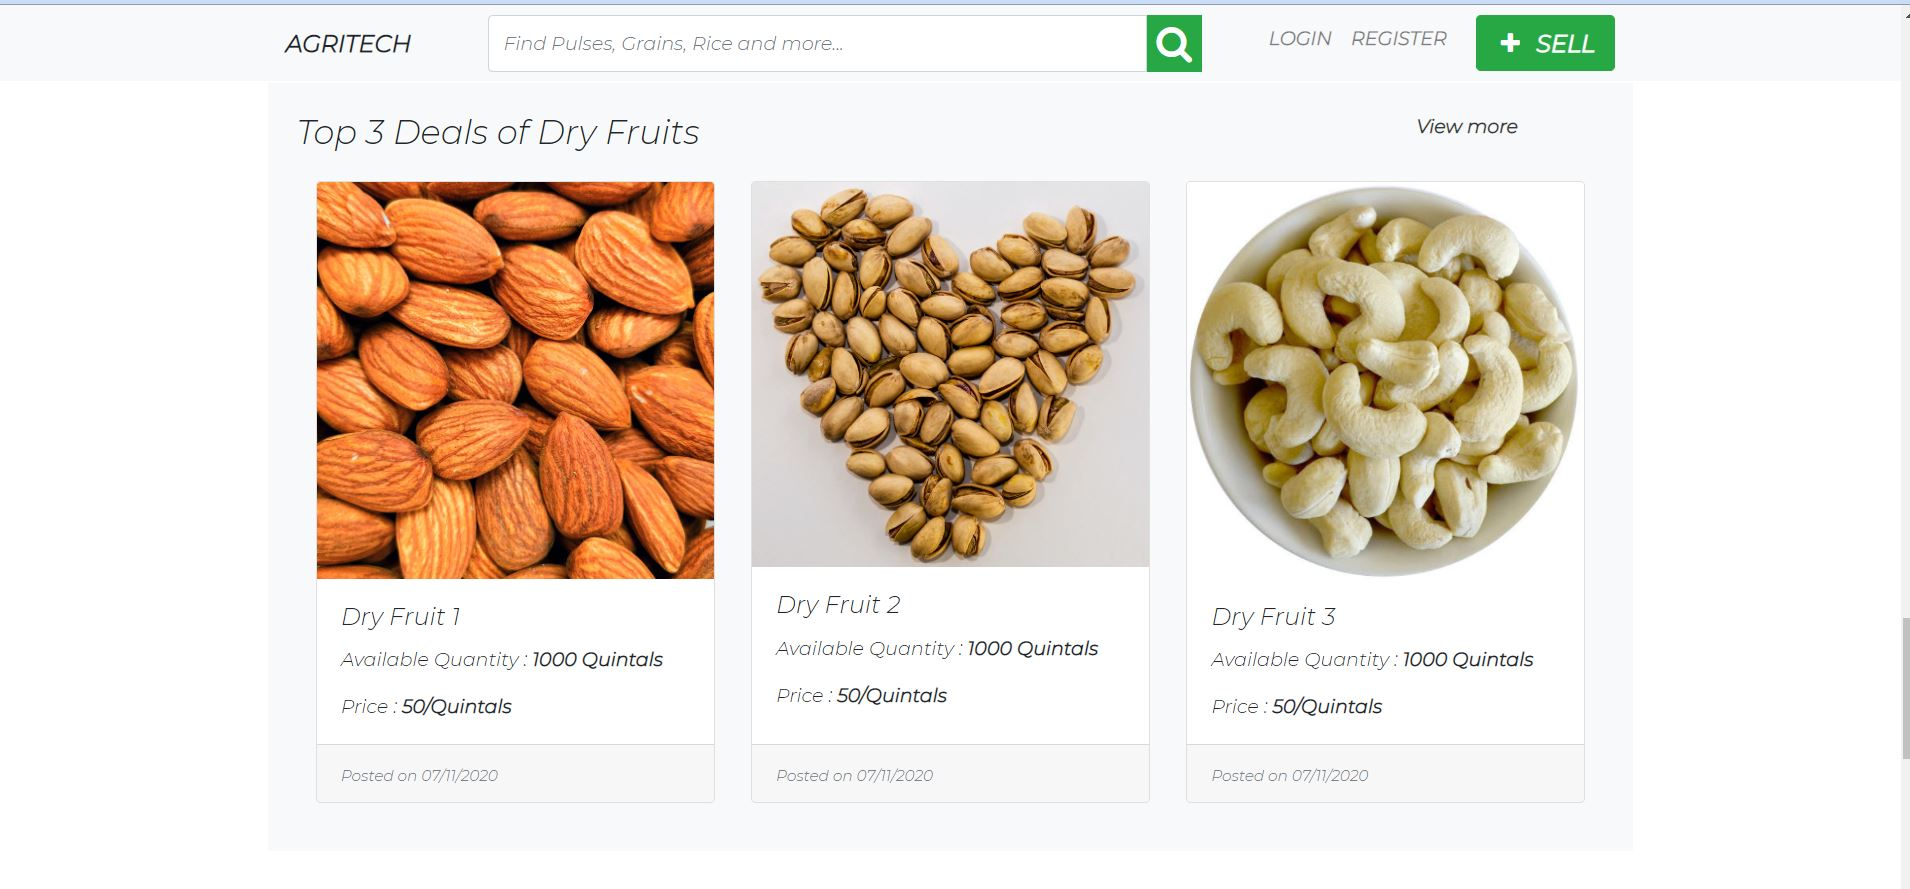 AGRITECH
Find Pulses, Grains, Rice and more...
LOGIN REGISTER
+ SELL
Top 3 Deals of Dry Fruits
View more
Dry Fruit 1
Available Quantity : 1000 Quintals
Price : 50/Quintals
Posted on 07/11/2020
Dry Fruit 2
Available Quantity : 1000 Quintals
Price : 50/Quintals
Posted on 07/11/2020
Dry Fruit 3
Available Quantity : 1000 Quintals
Price : 50/Quintals
Posted on 07/11/2020